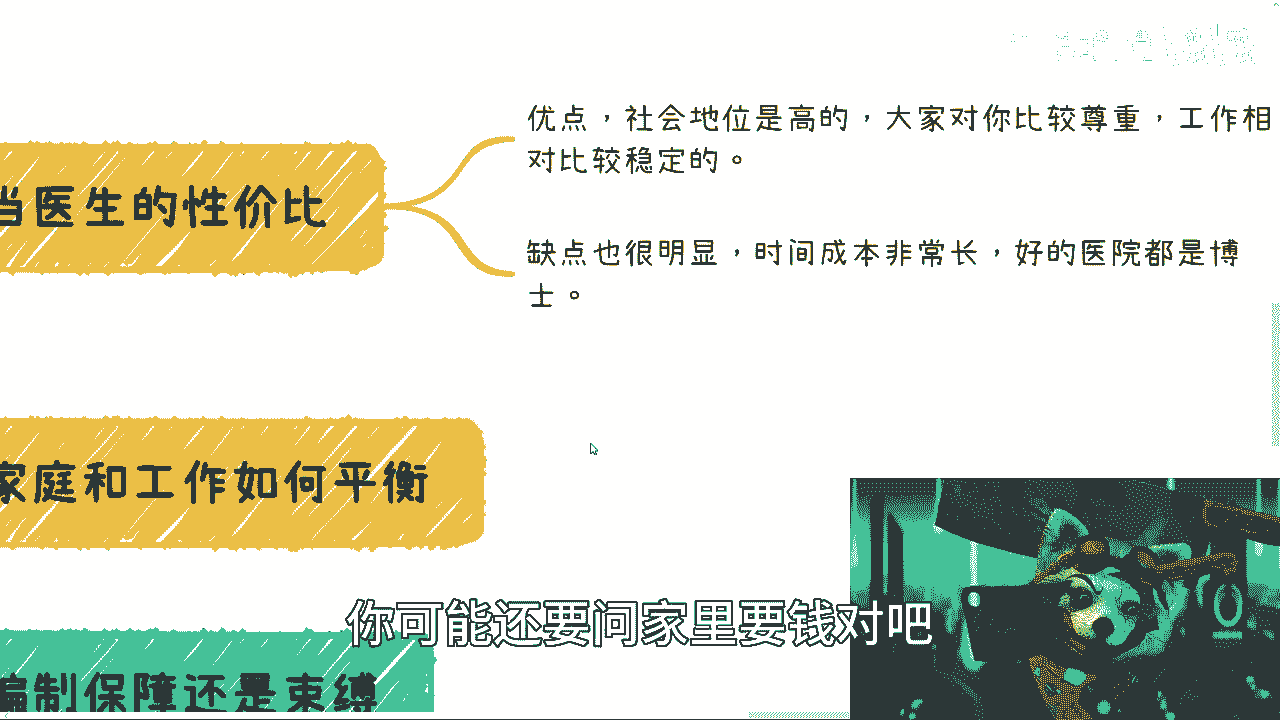 优点，社会地位是高的，大家对你比较尊重，工作相
对比较稳定的。
当医生的性价比
缺点也很明显，时间成本非常长，好的医院都是博
士。
家庭和工作如何平衡
你可能还要问家里要钱对吧
编制保障还是束缚